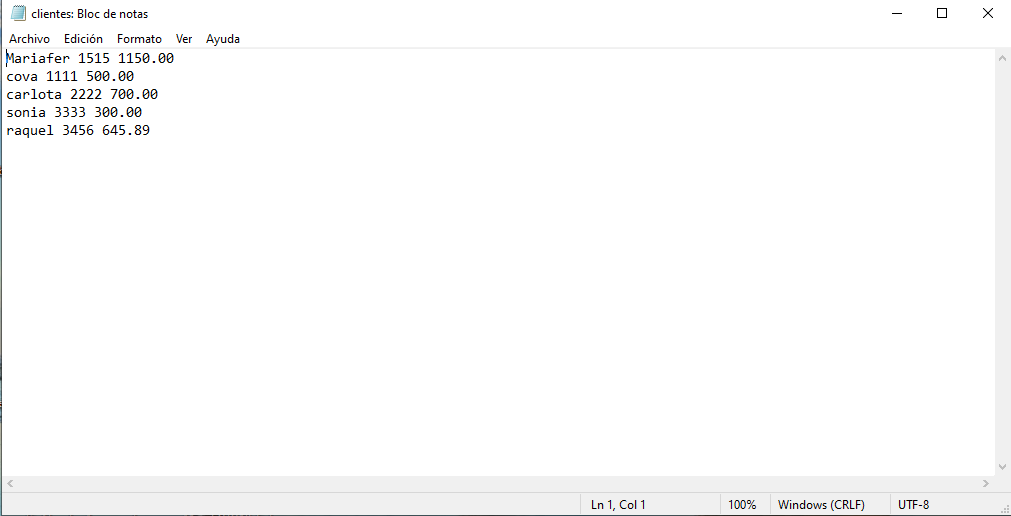 clientes: Bloc de notas
Archivo Edición Formato Ver Ayuda
Mariafer 1515 1150.00
cova 1111 500.00
carlota 2222 700.00
sonia 3333 300.00
raquel 3456 645.89
Ln 1, Col 1 100% Windows (CRLF) UTF-8